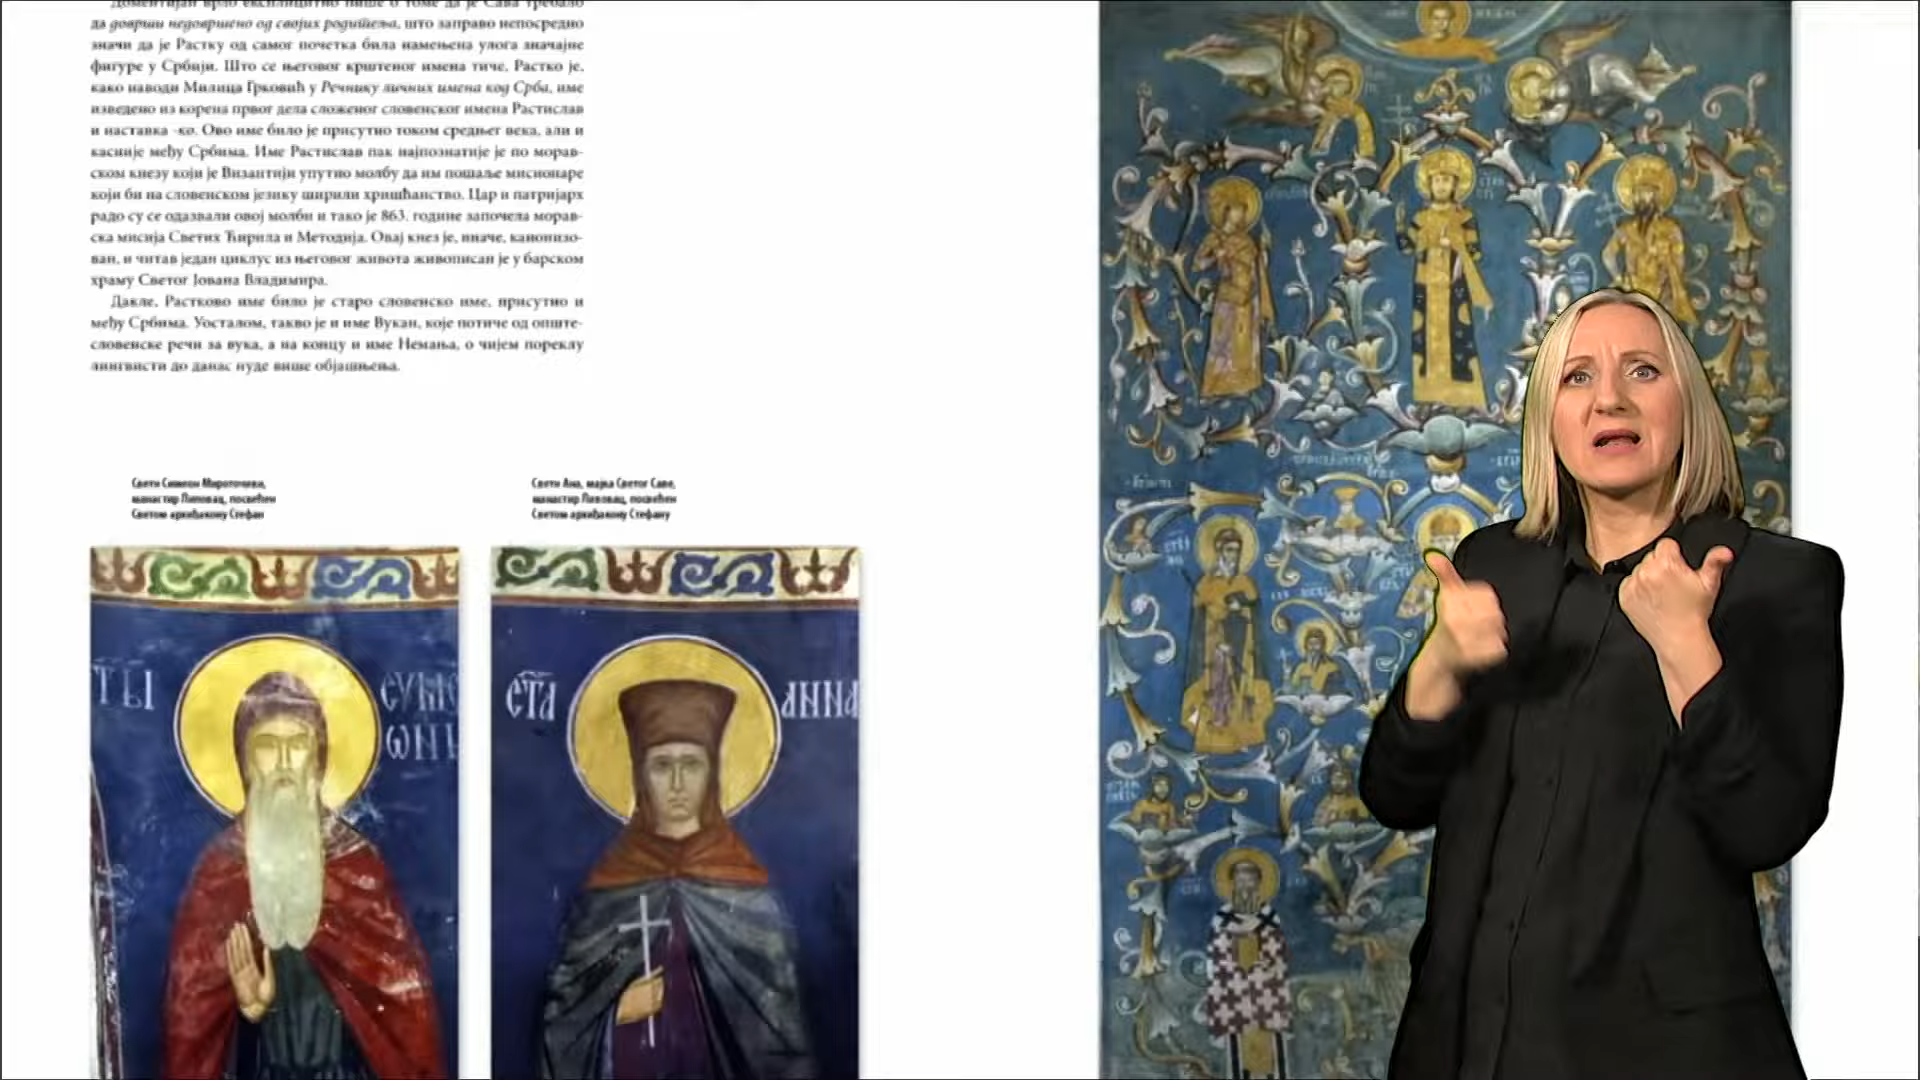 Доментијан врло експлицитно пише о томе да је Сава требало
да доврши недовршено од својих родитеља, што заправо непосредно
значи да је Растку од самог почетка била намењена улога значајне
фигуре у Србији. Што се његовог крштеног имена тиче, Растко је,
како наводи Милица Грковић у Речнику личних имена код Срба, име
изведено из корена првог дела сложеног словенског имена Растислав
и наставка -ко. Ово име било је присутно током средњег века, али и
касније међу Србима. Име Растислав пак најпознатије је по морав-
ском кнезу који је Византији упутио молбу да им пошаље мисионаре
који би на словенском језику ширили хришћанство. Цар и патријарх
радо су се одазвали овој молби и тако је 863. године започела морав-
ска мисија Светих Ћирила и Методија. Овај кнез је, иначе, канонизо-
ван, и читав један циклус из његовог живота живописан је у барском
храму Светог Јована Владимира.
Дакле, Растково име било је старо словенско име, присутно и
међу Србима. Уосталом, такво је и име Вукан, које потиче од опште-
словенске речи за вука, а на концу и име Немања, о чијем пореклу
лингвисти до данас нуде више објашњења.
Свети Симеон Мироточиви,
манастир Липовац, посвећен
Светом архиђакону Стефан
Света Ана, мајка Светог Саве,
манастир Липовац, посвећен
Светом архиђакону Стефану
ТЫ
СУМЕ
ѠНЬ
СТА
АННА